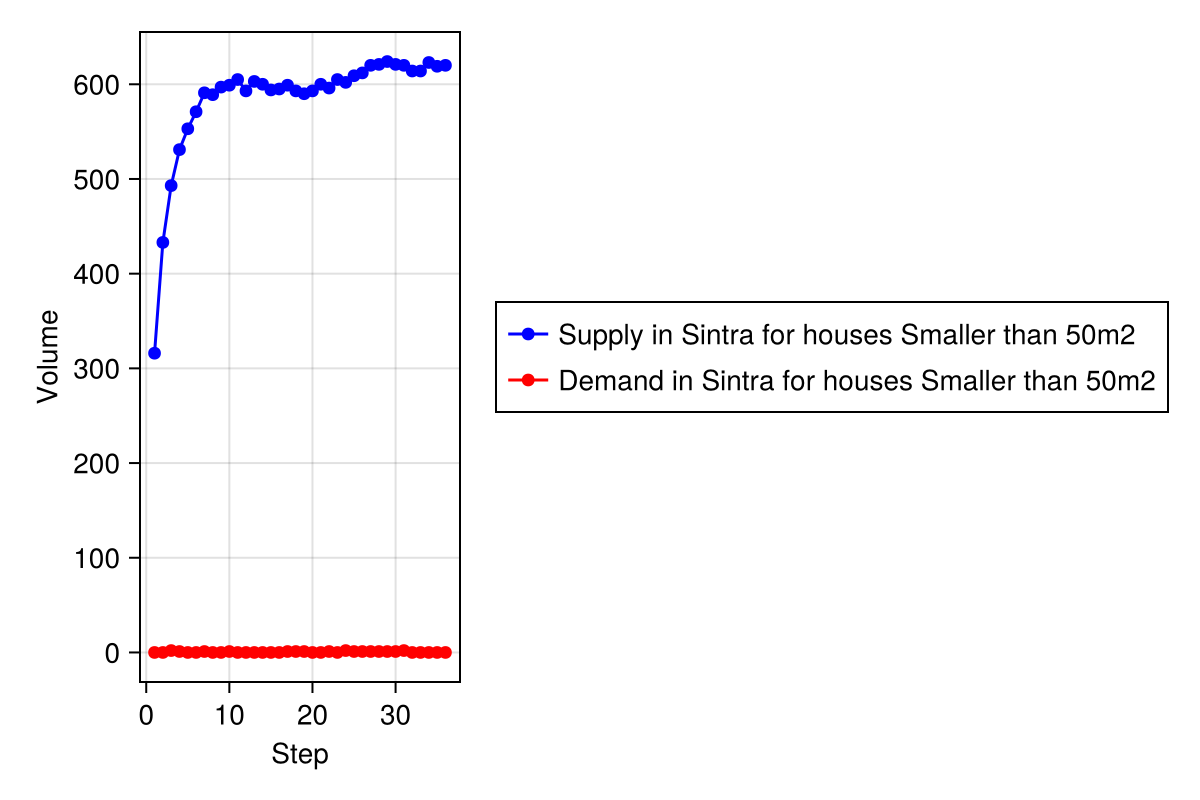 600
500
400
300
200
100
0
Volume
0 10 20 30
Step
Supply in Sintra for houses Smaller than 50m2
Demand in Sintra for houses Smaller than 50m2